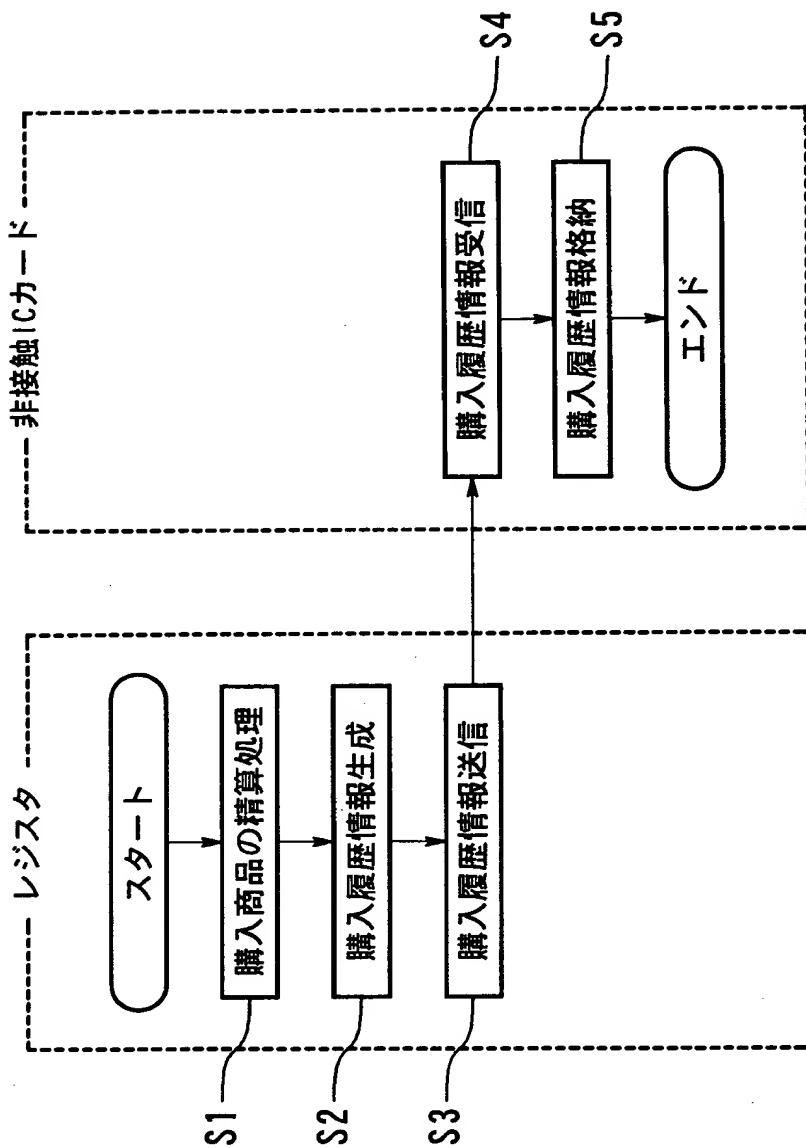 レジスタ
スタート
購入商品の精算処理
S1
購入履歴情報生成
S2
購入履歴情報送信
S3
非接触ICカード
購入履歴情報受信
S4
購入履歴情報格納
S5
エンド